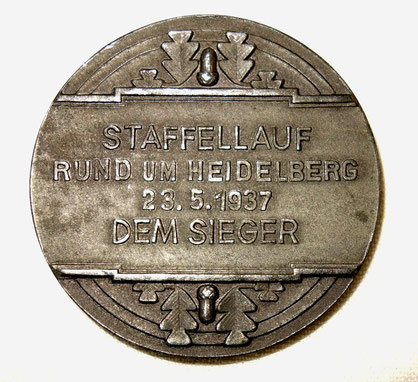 STAFFELLAUF
RUND UM HEIDELBERG
23.5.1937
DEM SIEGER